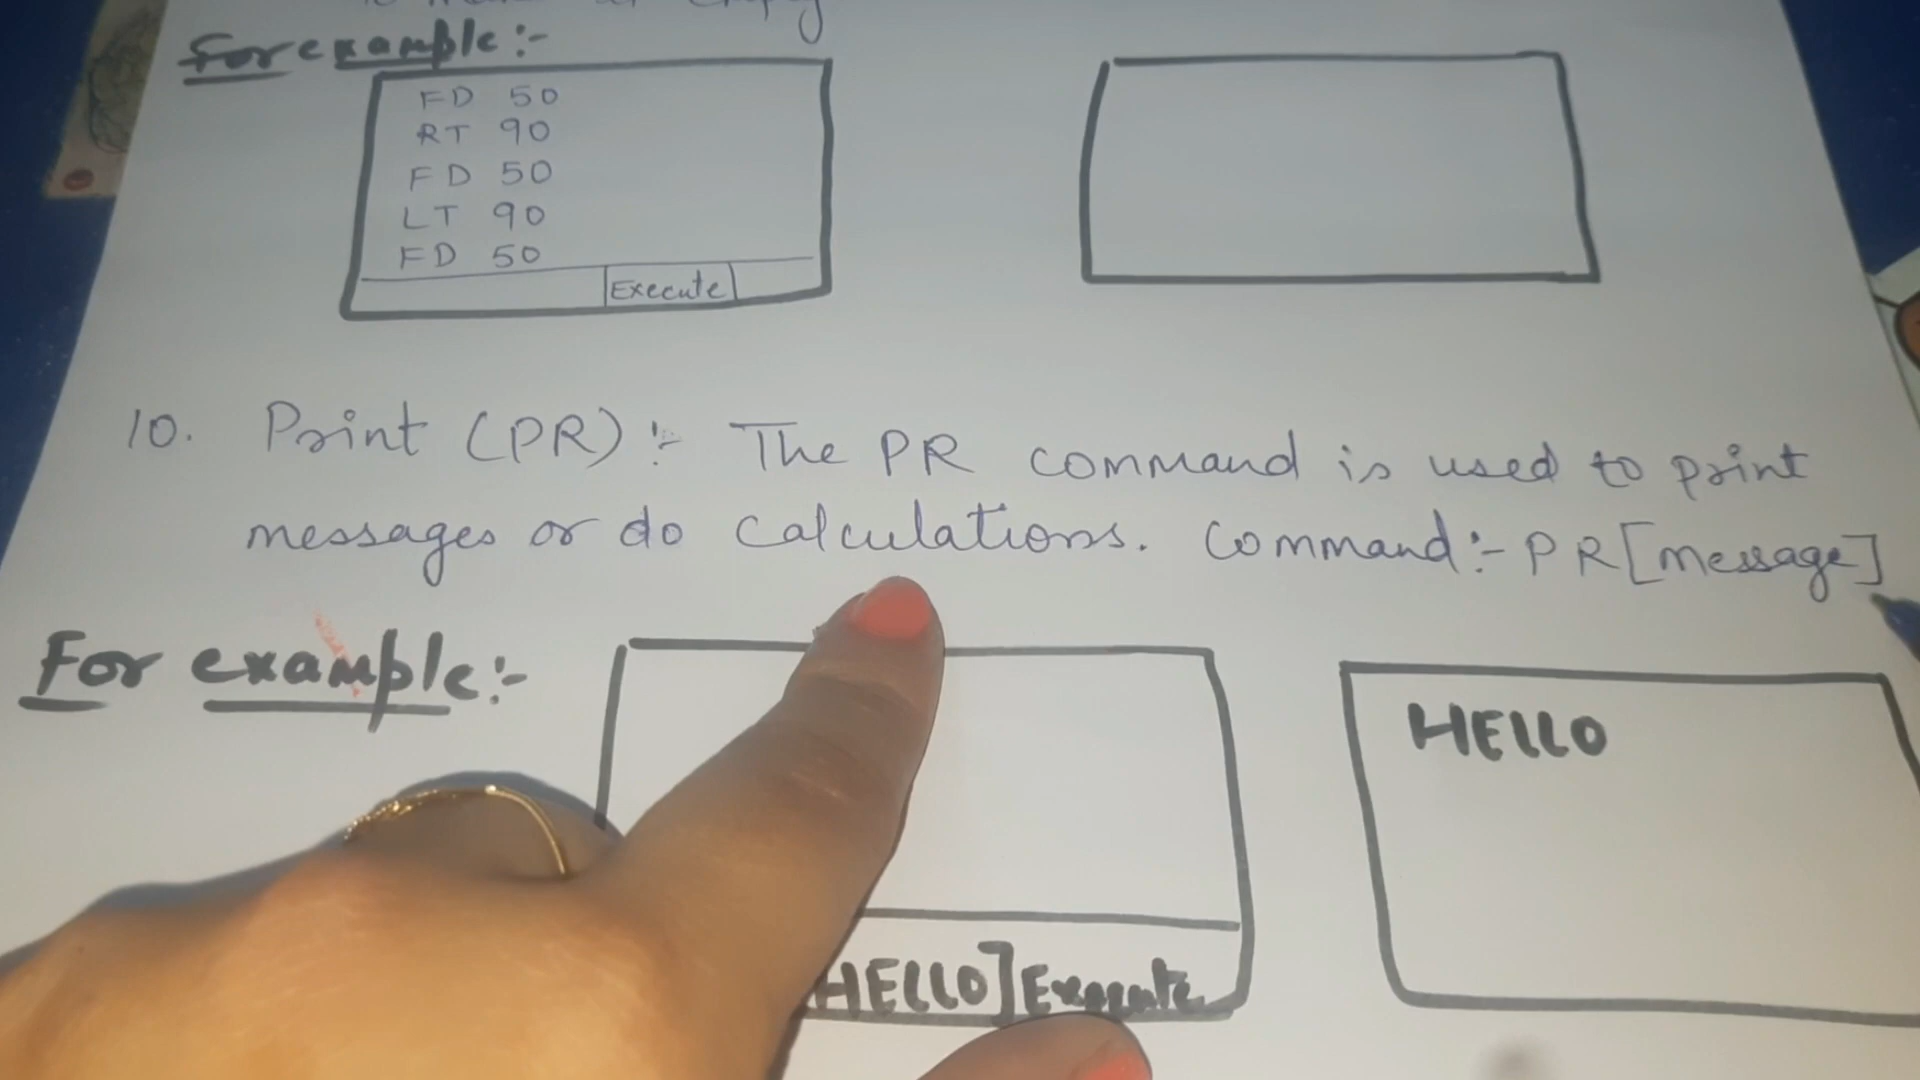 For example:-
FD 50
RT 90
FD 50
LT 90
FD 50
Execute
10. Print (PR):- The PR command is used to print
messages or do calculations. Command:- PR[Message]
For example:-
HELLO] Execute
HELLO